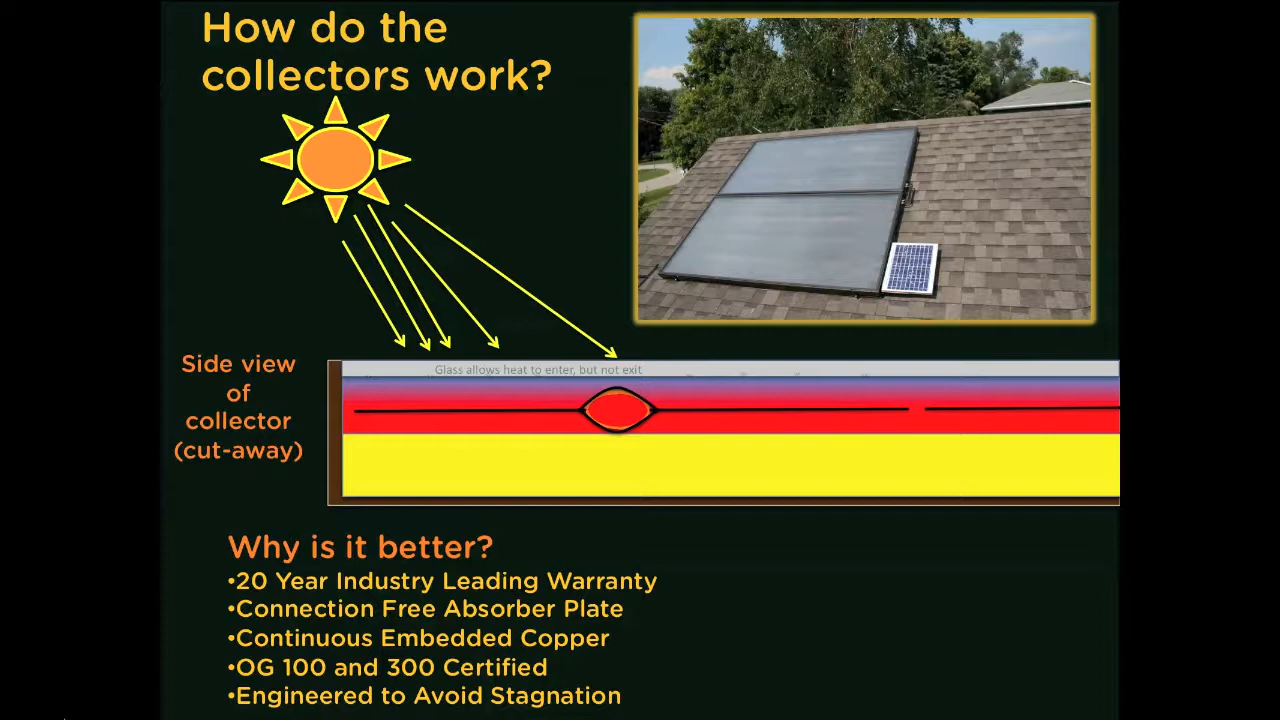 How do the
collectors work?
Side view
of
collector
(cut-away)
Glass allows heat to enter, but not exit
Why is it better?
•20 Year Industry Leading Warranty
•Connection Free Absorber Plate
•Continuous Embedded Copper
•OG 100 and 300 Certified
•Engineered to Avoid Stagnation